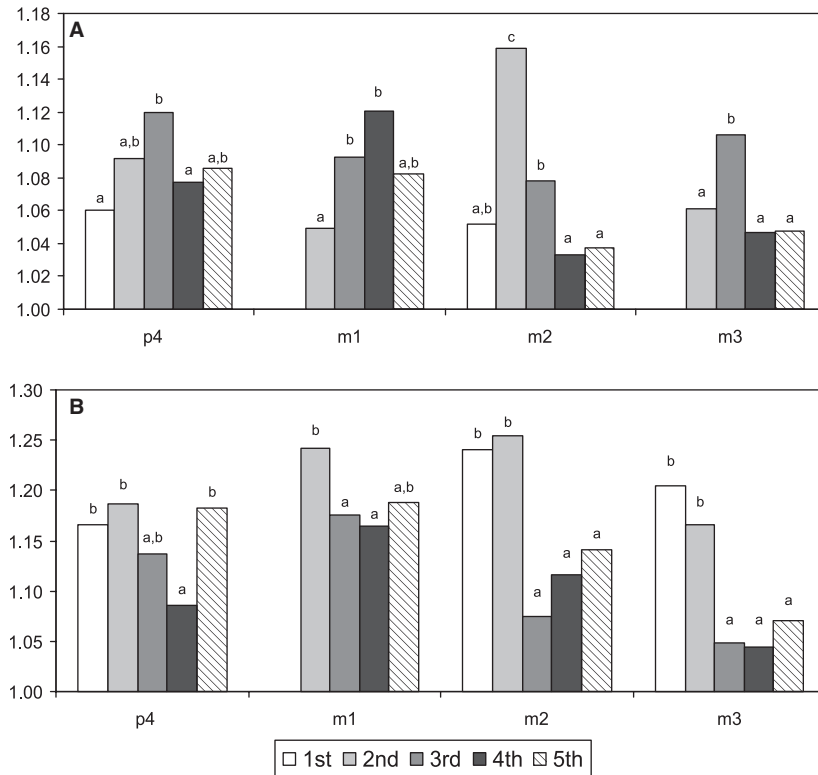 A
1.18
1.16
1.14
1.12
1.10
1.08
1.06
1.04
1.02
1.00
a a,b b a a,b
a b b a,b
a,b c b a a
a b a a
p4 m1 m2 m3
B
1.30
1.25
1.20
1.15
1.10
1.05
1.00
b b a,b a b
b a a a,b
b b a a a
b b a a a
p4 m1 m2 m3
1st 2nd 3rd 4th 5th